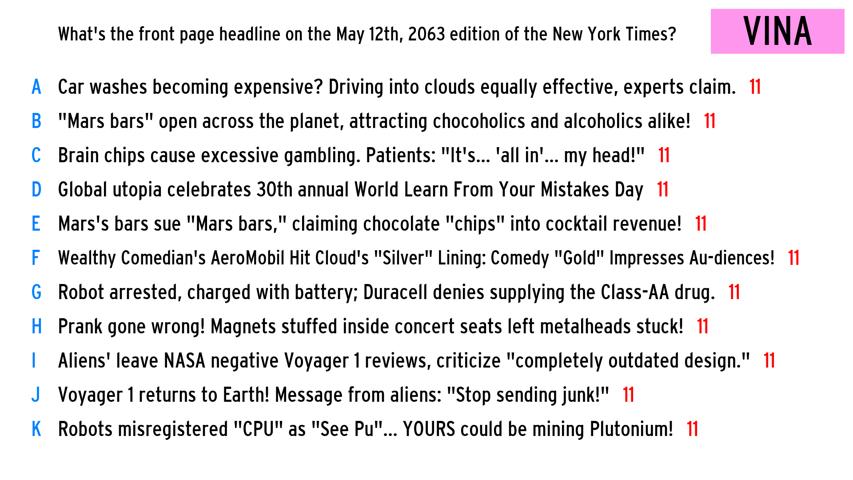 What's the front page headline on the May 12th, 2063 edition of the New York Times?
VINA
A Car washes becoming expensive? Driving into clouds equally effective, experts claim. 11
B "Mars bars" open across the planet, attracting chocoholics and alcoholics alike! 11
C Brain chips cause excessive gambling. Patients: "It's... 'all in'... my head!" 11
D Global utopia celebrates 30th annual World Learn From Your Mistakes Day 11
E Mars's bars sue "Mars bars," claiming chocolate "chips" into cocktail revenue! 11
F Wealthy Comedian's AeroMobil Hit Cloud's "Silver" Lining: Comedy "Gold" Impresses Au-diences! 11
G Robot arrested, charged with battery; Duracell denies supplying the Class-AA drug. 11
H Prank gone wrong! Magnets stuffed inside concert seats left metalheads stuck! 11
I Aliens' leave NASA negative Voyager 1 reviews, criticize "completely outdated design." 11
J Voyager 1 returns to Earth! Message from aliens: "Stop sending junk!" 11
K Robots misregistered "CPU" as "See Pu"... YOURS could be mining Plutonium! 11